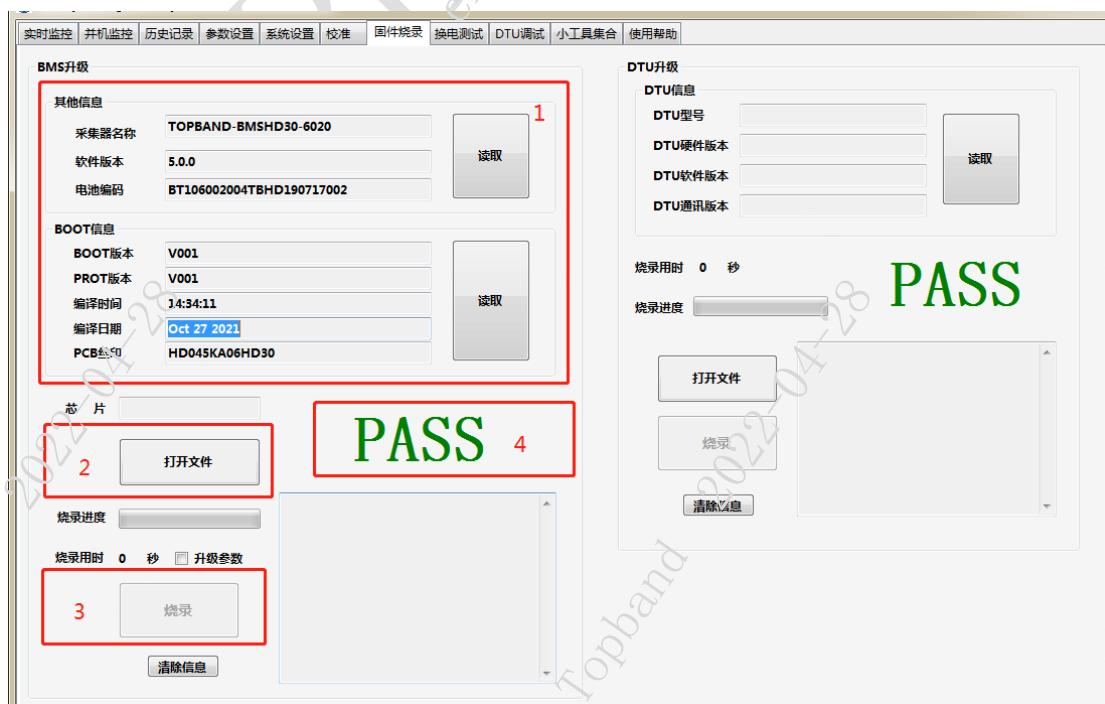 实时监控 并机监控 历史记录 参数设置 系统设置 校准 固件烧录 换电测试 DTU调试 小工具集合 使用帮助
BMS升级
其他信息
1
采集器名称 TOPBAND-BMSHD30-6020
软件版本 5.0.0
电池编码 BT106002004TBHD190717002
读取
BOOT信息
BOOT版本 V001
PROT版本 V001
编译时间 14:34:11
编译日期 Oct 27 2021
PCB丝印 HD045KA06HD30
读取
芯 片
2 打开文件
PASS 4
烧录进度
烧录用时 0 秒 升级参数
3 烧录
清除信息
DTU升级
DTU信息
DTU型号
DTU硬件版本
DTU软件版本
DTU通讯版本
读取
烧录用时 0 秒
烧录进度
PASS
打开文件
烧录
清除信息
2022-04-28
2022-04-28
Topband